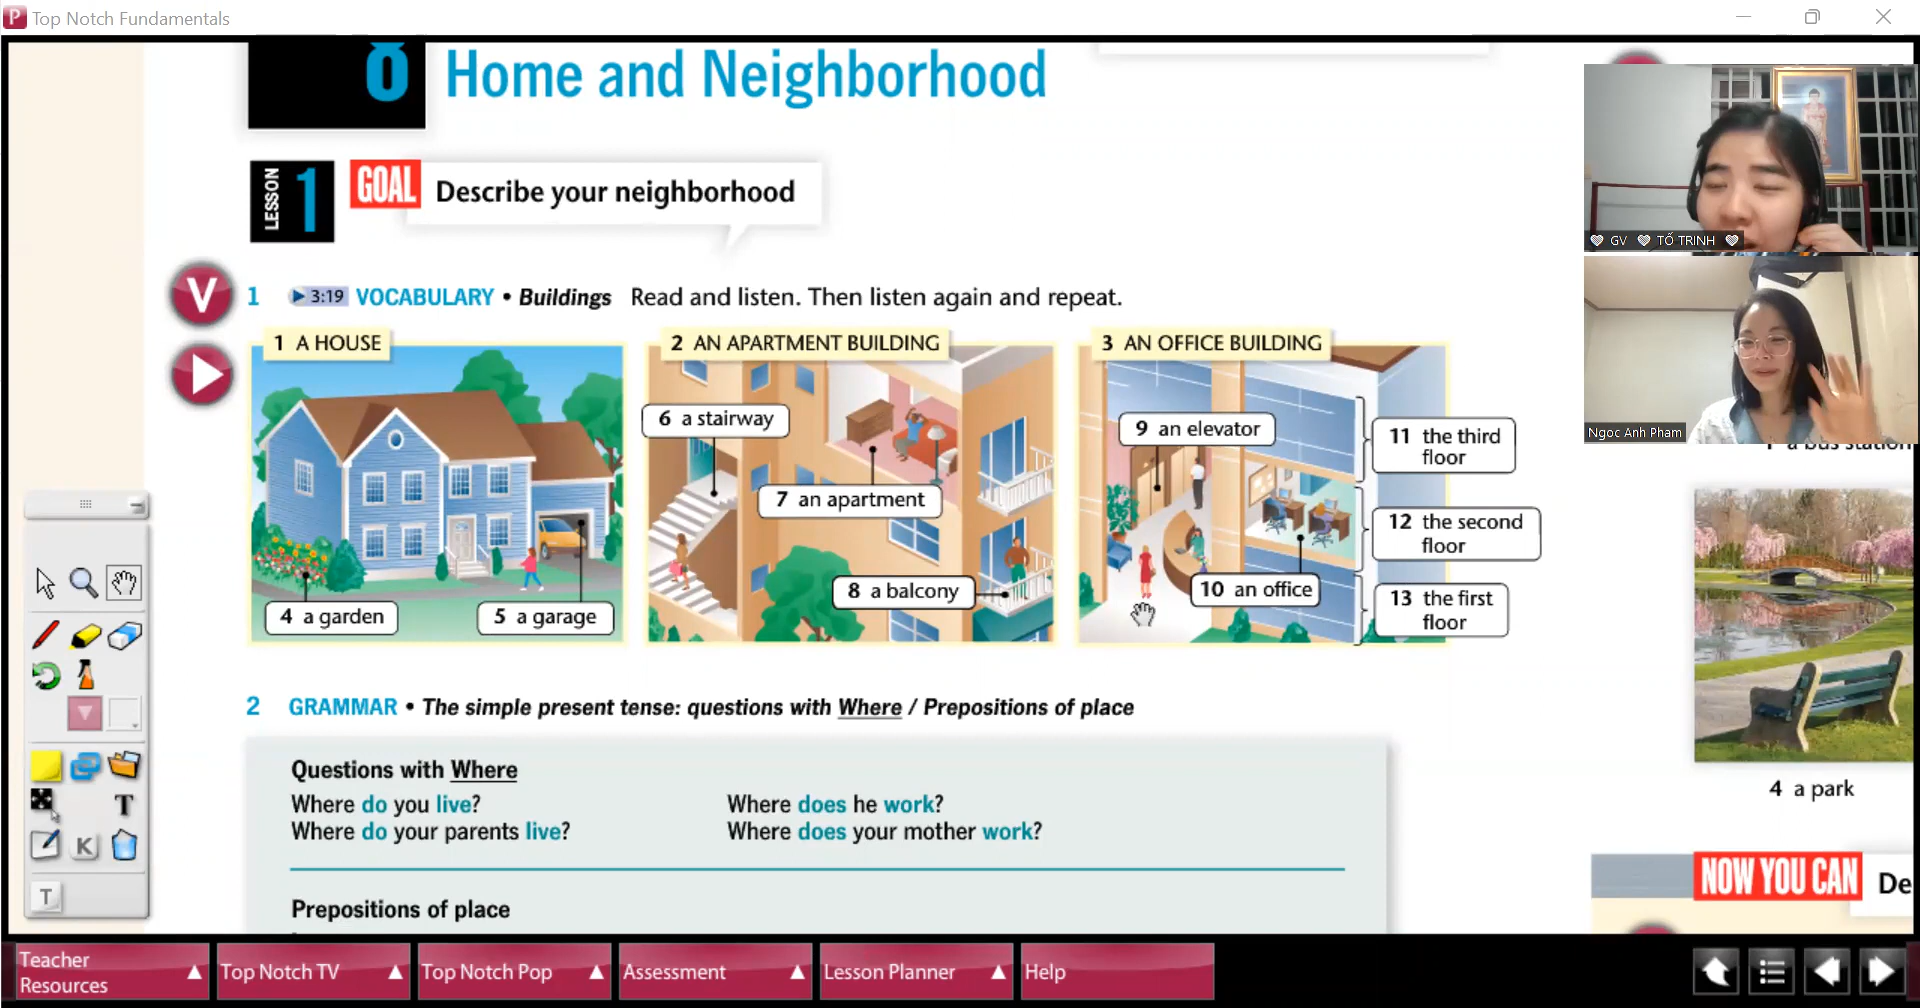 Top Notch Fundamentals
8 Home and Neighborhood
LESSON 1 GOAL Describe your neighborhood
V
1 3:19 VOCABULARY • Buildings Read and listen. Then listen again and repeat.
1 A HOUSE
4 a garden
5 a garage
2 AN APARTMENT BUILDING
6 a stairway
7 an apartment
8 a balcony
3 AN OFFICE BUILDING
9 an elevator
10 an office
11 the third
floor
12 the second
floor
13 the first
floor
2 GRAMMAR • The simple present tense: questions with Where / Prepositions of place
Questions with Where
Where do you live?
Where do your parents live?
Where does he work?
Where does your mother work?
Prepositions of place
GV TỐ TRINH
Ngoc Anh Pham
a bus station
4 a park
NOW YOU CAN De
T
K
T
Teacher
Resources
Top Notch TV
Top Notch Pop
Assessment
Lesson Planner
Help